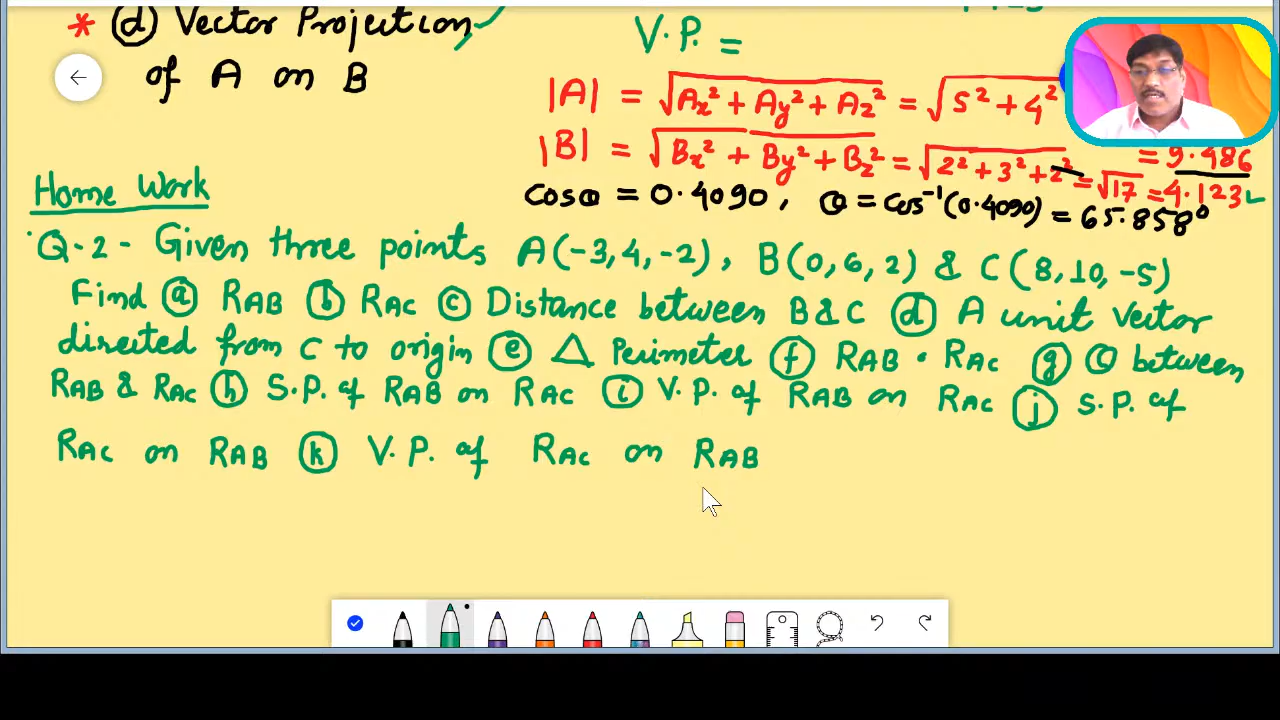 * (d) Vector Projection
of A on B
V.P. =
|A| = √Ax² + Ay² + Az² = √5² + 4²
|B| = √Bx² + By² + Bz² = √2² + 3² + 2² = √17 = 4.123
= 9.486
cosθ = 0.4090, θ = cos⁻¹(0.4090) = 65.858°
Home Work
Q-2- Given three points A(-3,4,-2), B(0,6,2) & C(8,10,-5)
Find (a) RAB (b) RAC (c) Distance between B&C (d) A unit vector
directed from C to origin (e) △ Perimeter (f) RAB • RAC (g) θ between
RAB & RAC (h) S.P. of RAB on RAC (i) V.P. of RAB on RAC (j) S.P. of
RAC on RAB (k) V.P. of RAC on RAB